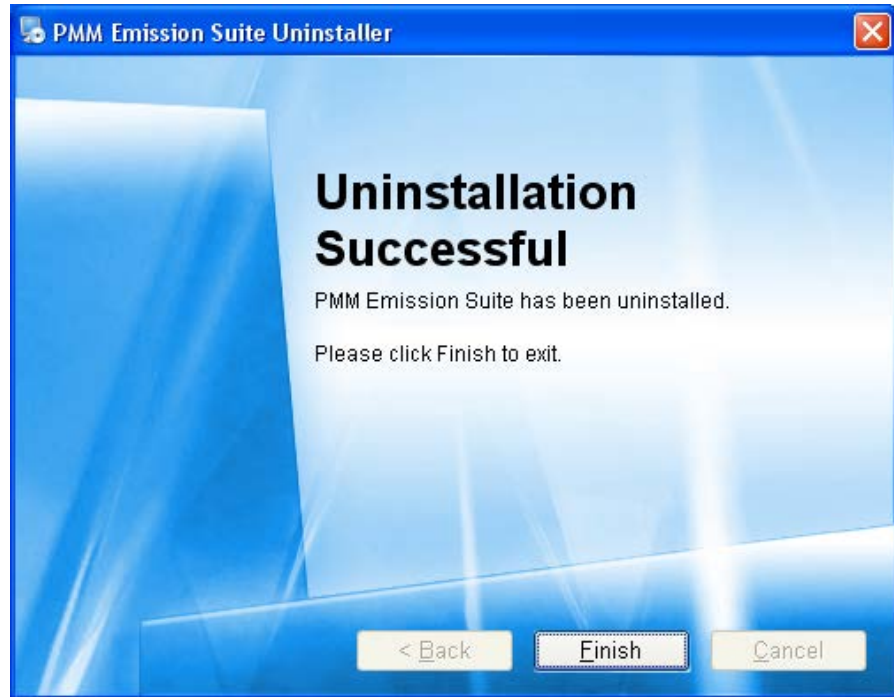 PMM Emission Suite Uninstaller
Uninstallation
Successful
PMM Emission Suite has been uninstalled.
Please click Finish to exit.
< Back
Finish
Cancel